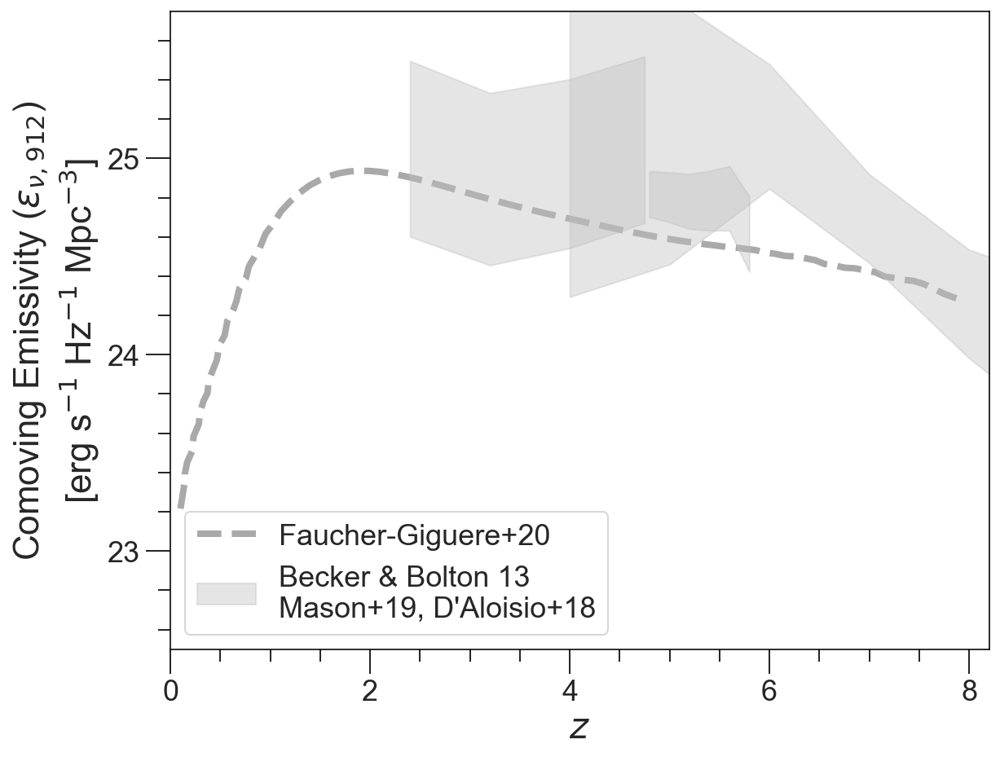 Comoving Emissivity (ϵν, 912)
[erg s⁻¹ Hz⁻¹ Mpc⁻³]
25
24
23
Faucher-Giguere+20
Becker & Bolton 13
Mason+19, D'Aloisio+18
0 2 4 6 8
z